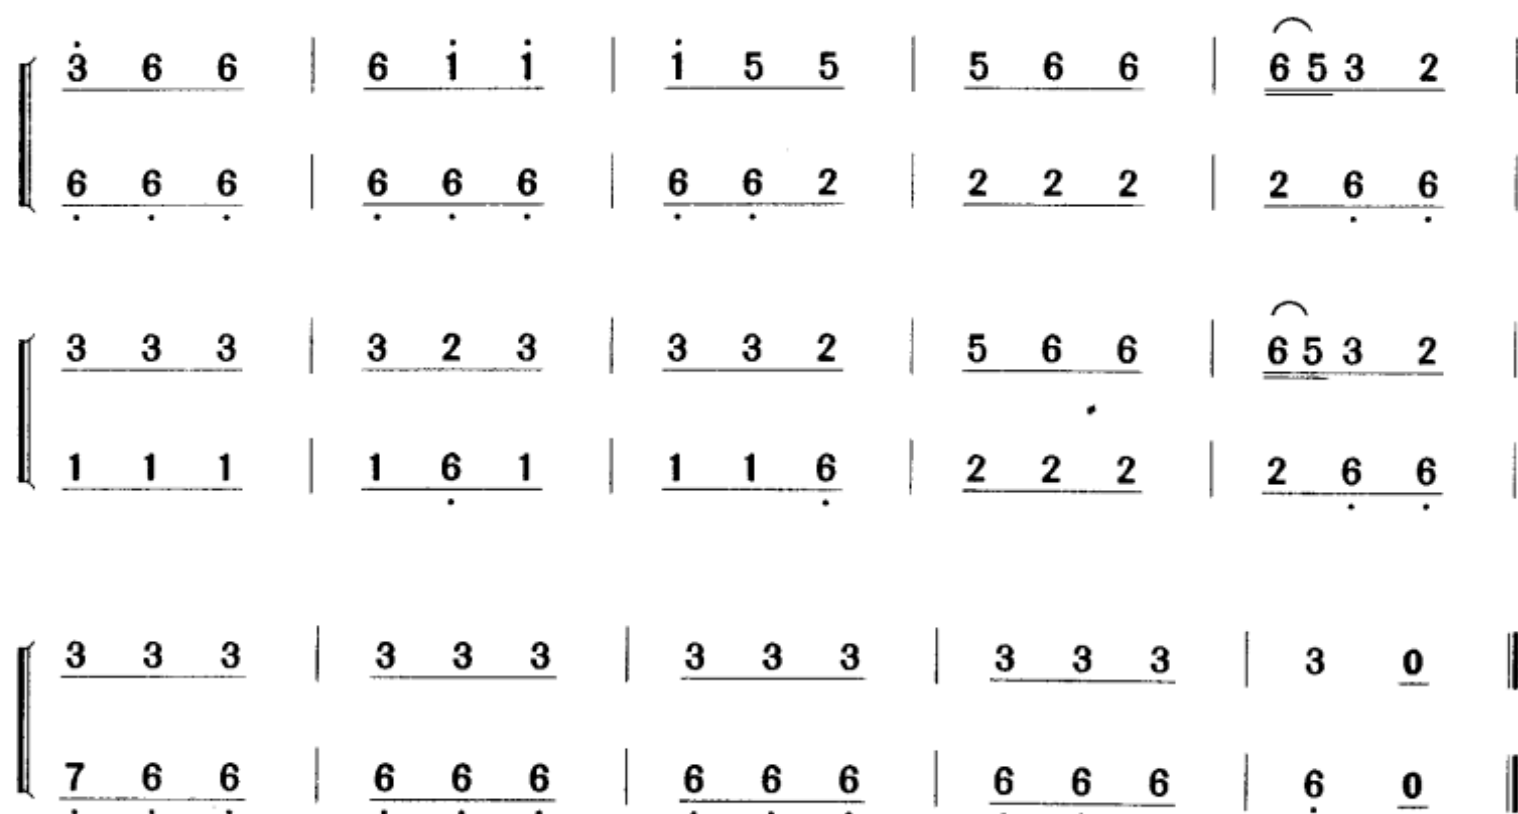 3̇ 6 6 | 6 1̇ 1̇ | 1̇ 5 5 | 5 6 6 | 6 5 3 2 |
6̣ 6̣ 6̣ | 6̣ 6̣ 6̣ | 6̣ 6̣ 2 | 2 2 2 | 2 6̣ 6̣ |
3 3 3 | 3 2 3 | 3 3 2 | 5 6 6 | 6 5 3 2 |
1 1 1 | 1 6̣ 1 | 1 1 6̣ | 2 2 2 | 2 6̣ 6̣ |
3 3 3 | 3 3 3 | 3 3 3 | 3 3 3 | 3 0 ‖
7̣ 6̣ 6̣ | 6̣ 6̣ 6̣ | 6̣ 6̣ 6̣ | 6̣ 6̣ 6 | 6̣ 0 ‖